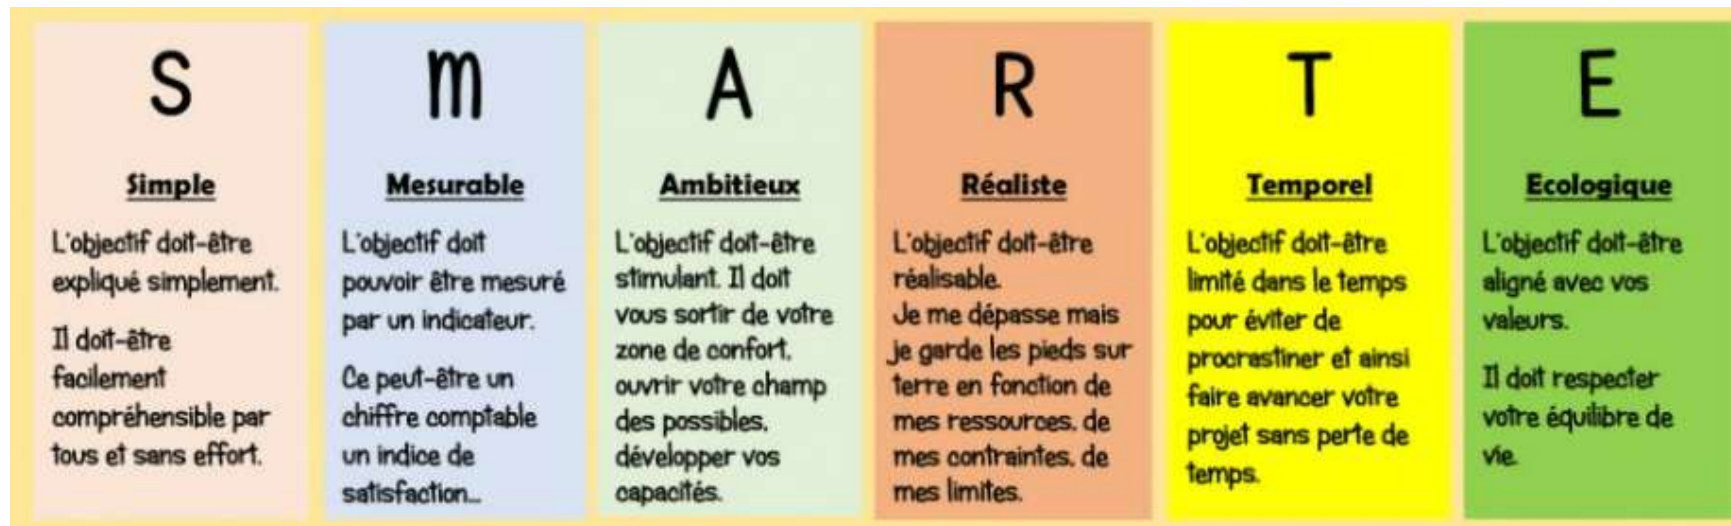 S
Simple
L'objectif doit-être
expliqué simplement.
Il doit-être
facilement
compréhensible par
tous et sans effort.
M
Mesurable
L'objectif doit
pouvoir être mesuré
par un indicateur.
Ce peut-être un
chiffre comptable
un indice de
satisfaction...
A
Ambitieux
L'objectif doit-être
stimulant. Il doit
vous sortir de votre
zone de confort,
ouvrir votre champ
des possibles,
développer vos
capacités.
R
Réaliste
L'objectif doit-être
réalisable.
Je me dépasse mais
je garde les pieds sur
terre en fonction de
mes ressources, de
mes contraintes, de
mes limites.
T
Temporel
L'objectif doit-être
limité dans le temps
pour éviter de
procrastiner et ainsi
faire avancer votre
projet sans perte de
temps.
E
Ecologique
L'objectif doit-être
aligné avec vos
valeurs.
Il doit respecter
votre équilibre de
vie.